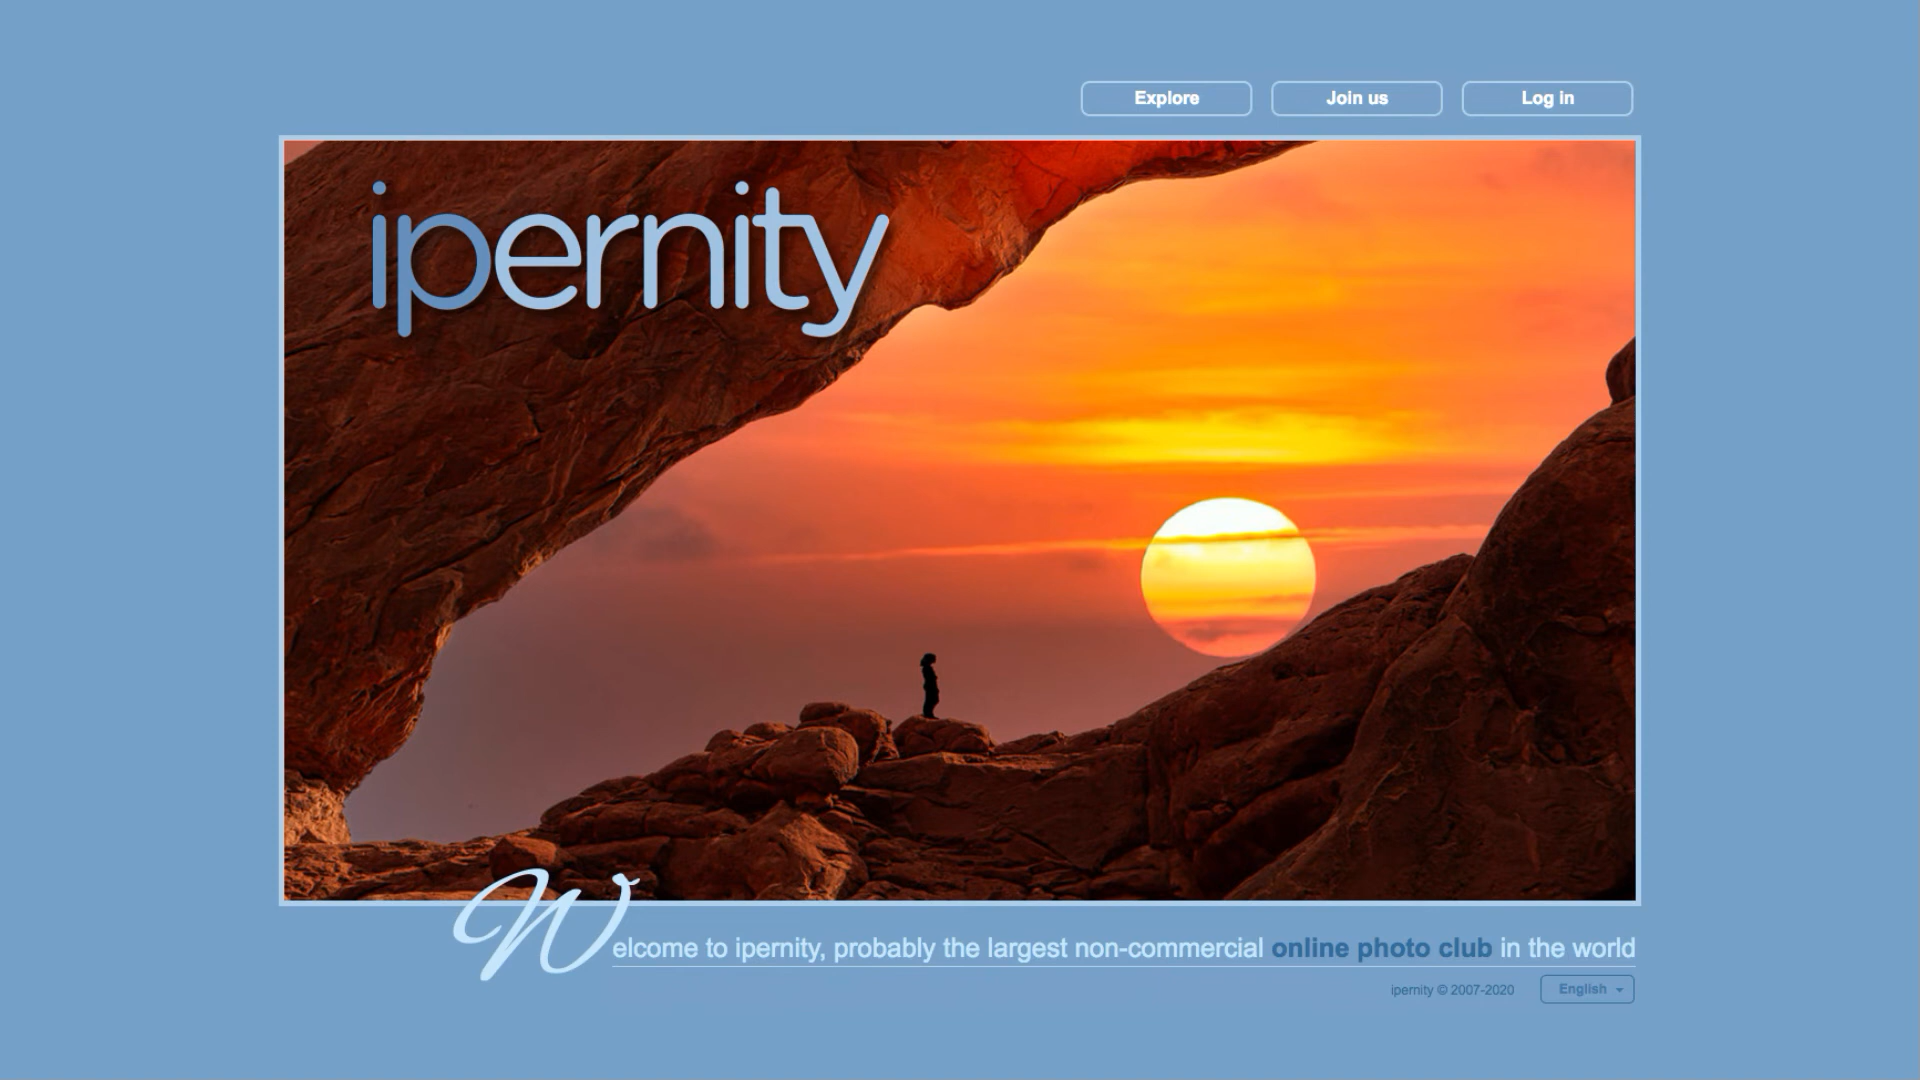 Explore
Join us
Log in
ipernity
Welcome to ipernity, probably the largest non-commercial online photo club in the world
ipernity © 2007-2020
English